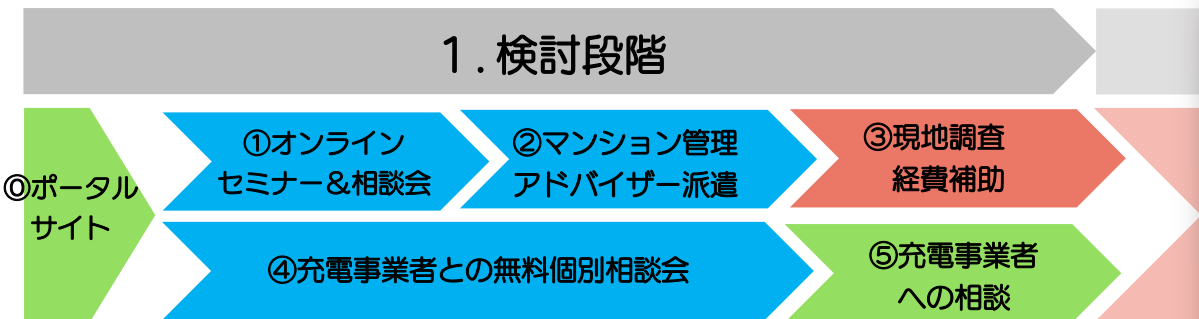 1.検討段階
⓪ポータル
サイト
①オンライン
セミナー&相談会
②マンション管理
アドバイザー派遣
③現地調査
経費補助
④充電事業者との無料個別相談会
⑤充電事業者
への相談